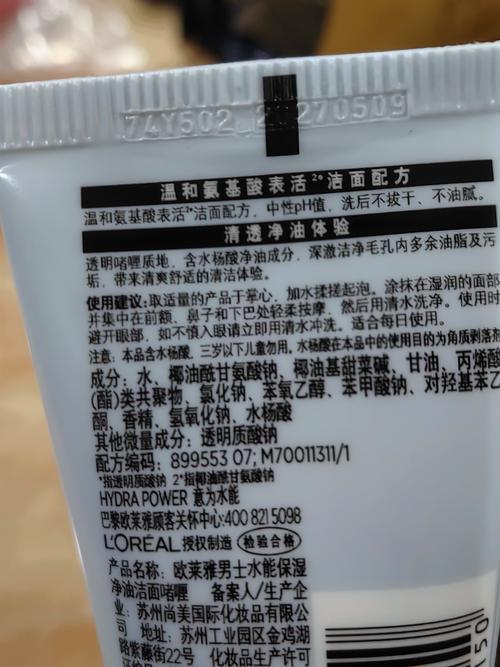 7AY502 20270509
温和氨基酸表活²*洁面配方
温和氨基酸表活²*洁面配方，中性pH值，洗后不拔干、不油腻。
清透净油体验
透明啫喱质地，含水杨酸净油成分，深澈洁净毛孔内多余油脂及污
垢，带来清爽舒适的清洁体验。
使用建议：取适量的产品于掌心，加水揉搓起泡。涂抹在湿润的面部
并集中在前额、鼻子和下巴处轻柔按摩，然后用清水洗净。使用时
避开眼部，如不慎入眼请立即用清水冲洗。适合每日使用。
注意：本品含水杨酸，三岁以下儿童勿用。水杨酸在本品中的使用目的为角质剥落剂
成分：水、椰油酰甘氨酸钠、椰油基甜菜碱、甘油、丙烯酸
(酯)类共聚物、氯化钠、苯氧乙醇、苯甲酸钠、对羟基苯乙
酮、香精、氢氧化钠、水杨酸
其他微量成分：透明质酸钠
配方编码：899553 07; M70011311/1
*指透明质酸钠 2*指椰油酰甘氨酸钠
HYDRA POWER 意为水能
巴黎欧莱雅顾客关怀中心:400 821 5098
L'ORÉAL 授权制造 检验合格
产品名称：欧莱雅男士水能保湿
净油洁面啫喱 备案人/生产企
业：苏州尚美国际化妆品有限公
司 地址：苏州工业园区金鸡湖
路紫藤街22号 化妆品生产许可